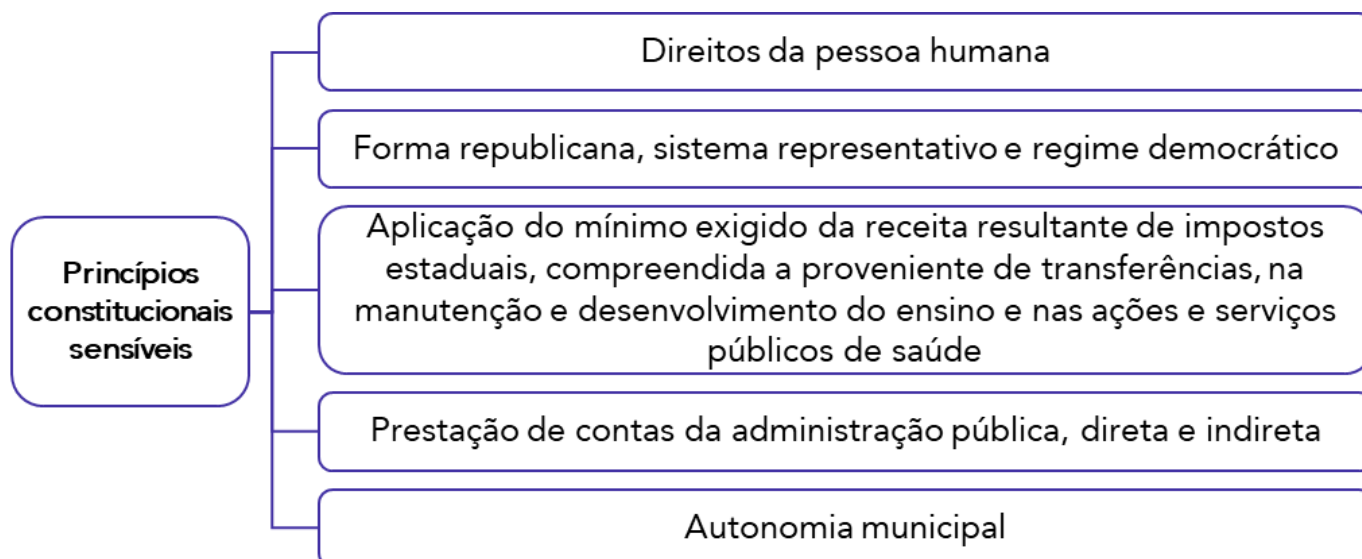 Direitos da pessoa humana
Forma republicana, sistema representativo e regime democrático
Princípios
constitucionais
sensíveis
Aplicação do mínimo exigido da receita resultante de impostos
estaduais, compreendida a proveniente de transferências, na
manutenção e desenvolvimento do ensino e nas ações e serviços
públicos de saúde
Prestação de contas da administração pública, direta e indireta
Autonomia municipal